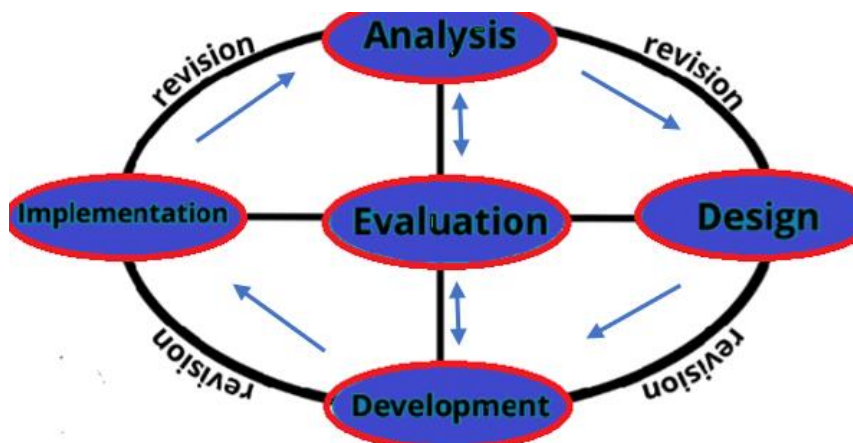 Analysis
revision
revision
Implementation
Evaluation
Design
revision
revision
Development